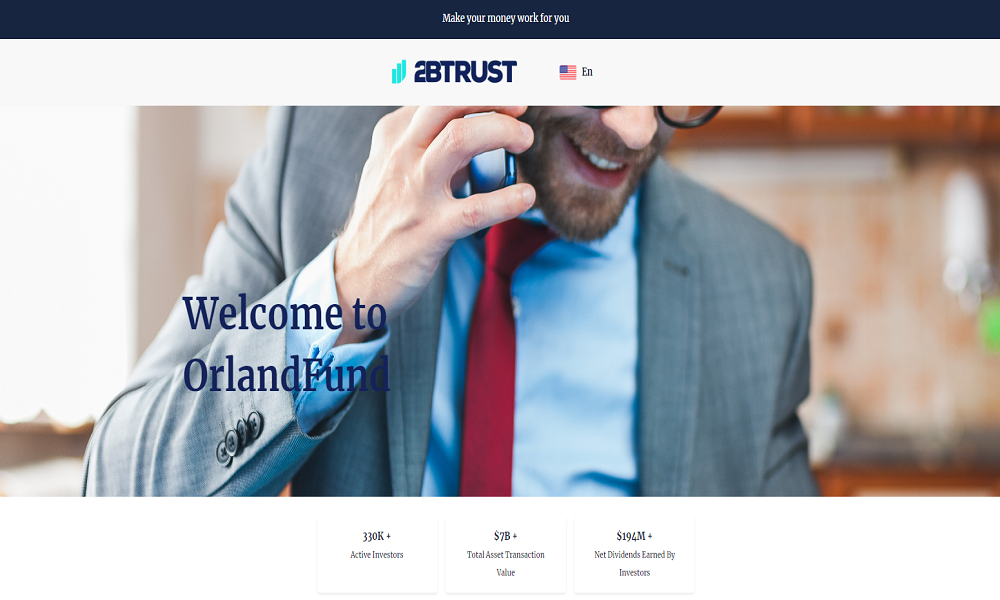 Make your money work for you
2BTRUST
En
Welcome to
OrlandFund
330K +
Active Investors
$7B +
Total Asset Transaction
Value
$194M +
Net Dividends Earned By
Investors